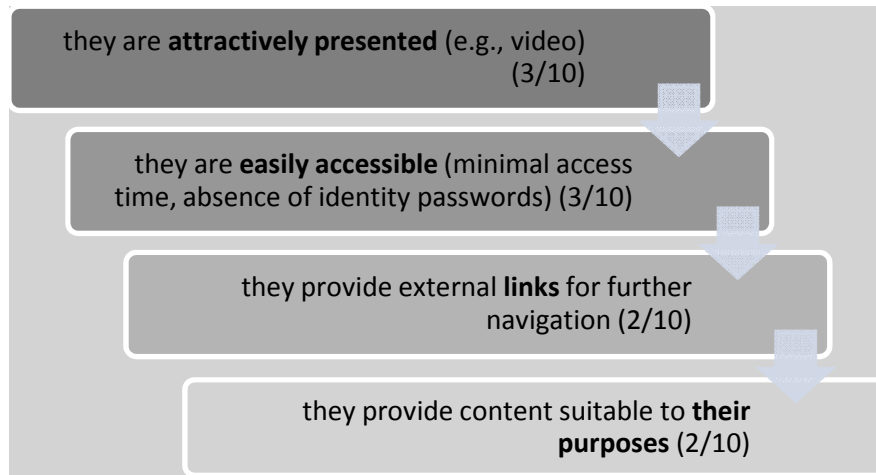 they are attractively presented (e.g., video)
(3/10)
they are easily accessible (minimal access
time, absence of identity passwords) (3/10)
they provide external links for further
navigation (2/10)
they provide content suitable to their
purposes (2/10)